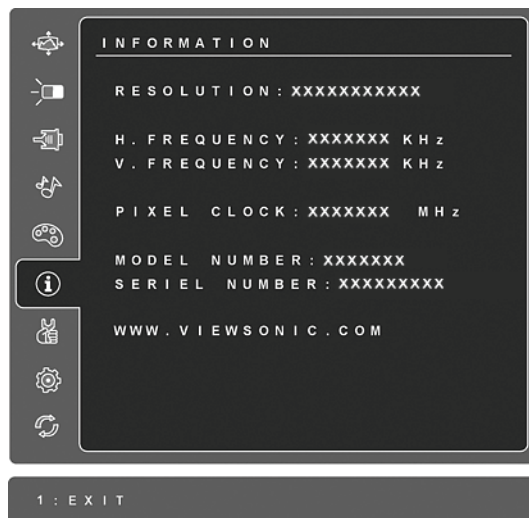 INFORMATION
RESOLUTION: XXXXXXXXXXX
H. FREQUENCY: XXXXXXX KHz
V. FREQUENCY: XXXXXXX KHz
PIXEL CLOCK: XXXXXXX MHz
MODEL NUMBER: XXXXXXX
SERIEL NUMBER: XXXXXXXXX
WWW.VIEWSONIC.COM
1: EXIT